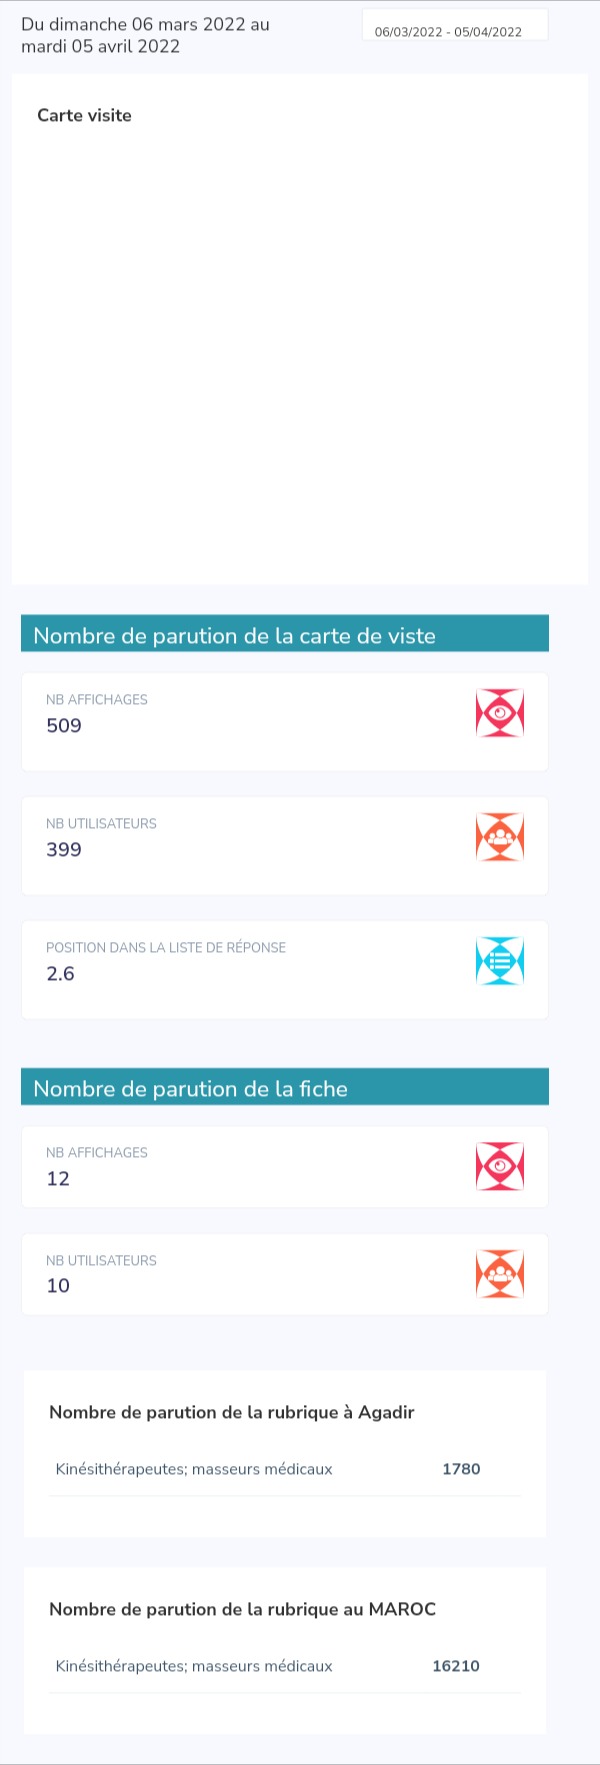 Du dimanche 06 mars 2022 au
mardi 05 avril 2022
06/03/2022 - 05/04/2022
Carte visite
Nombre de parution de la carte de viste
NB AFFICHAGES
509
NB UTILISATEURS
399
POSITION DANS LA LISTE DE RÉPONSE
2.6
Nombre de parution de la fiche
NB AFFICHAGES
12
NB UTILISATEURS
10
Nombre de parution de la rubrique à Agadir
Kinésithérapeutes; masseurs médicaux 1780
Nombre de parution de la rubrique au MAROC
Kinésithérapeutes; masseurs médicaux 16210